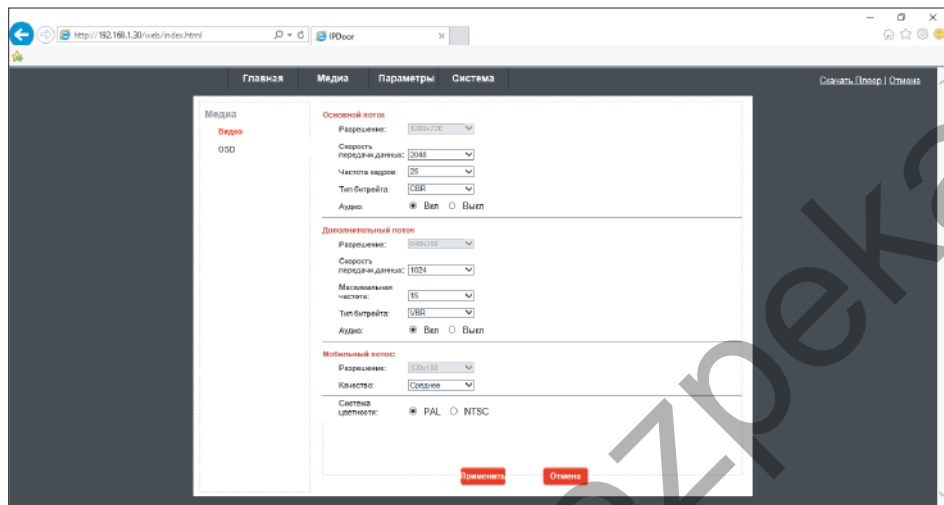 http://192.168.1.30/web/index.html
IPDoor
Главная Медиа Параметры Система
Скачать Плеер | Отмена
Медиа
Видео
OSD
Основной поток
Разрешение: 1280x720
Скорость
передачи данных: 2048
Частота кадров: 25
Тип битрейта: CBR
Аудио: Вкл Выкл
Дополнительный поток
Разрешение:
Скорость
передачи данных: 1024
Максимальная
частота: 15
Тип битрейта: VBR
Аудио: Вкл Выкл
Мобильный поток:
Разрешение: 320x180
Качество: Среднее
Система
цветности: PAL NTSC
Применить Отмена